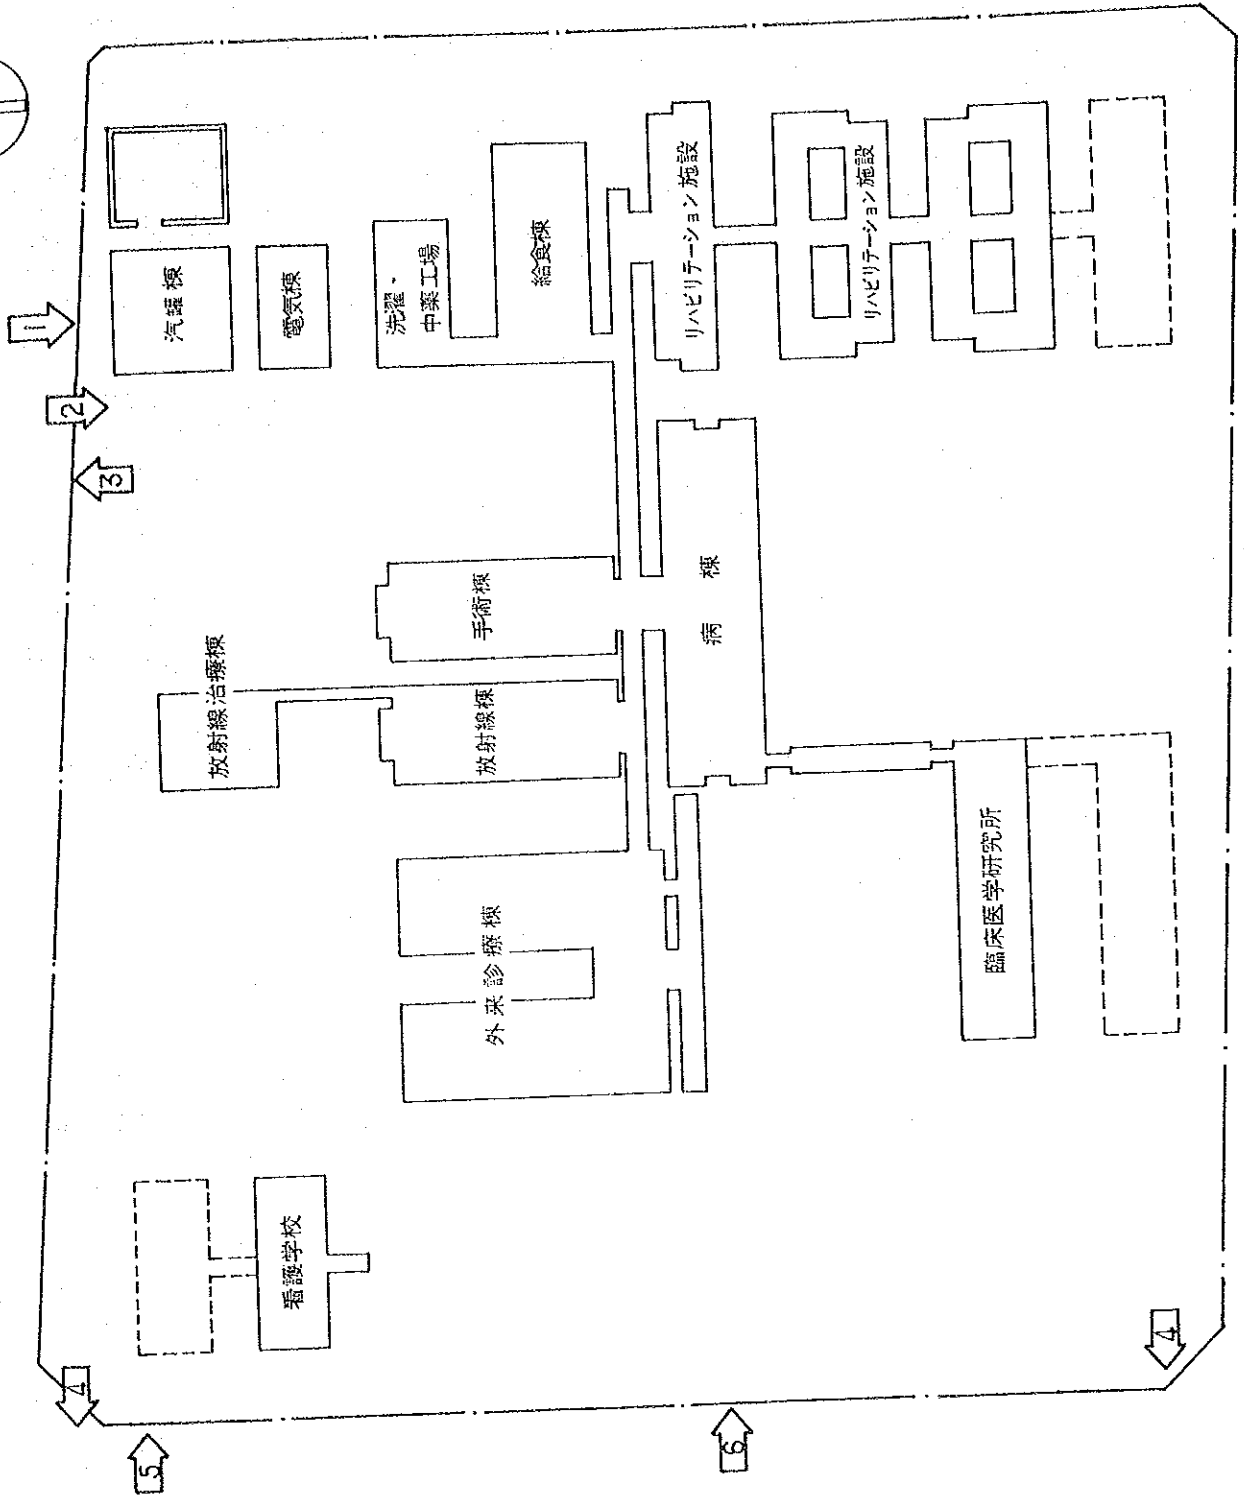 1
2
3
汽罐棟
電気棟
洗濯・
中薬工場
給食棟
リハビリテーション施設
リハビリテーション施設
手術棟
放射線治療棟
放射線棟
病棟
外来診療棟
臨床医学研究所
看護学校
4
4
5
6